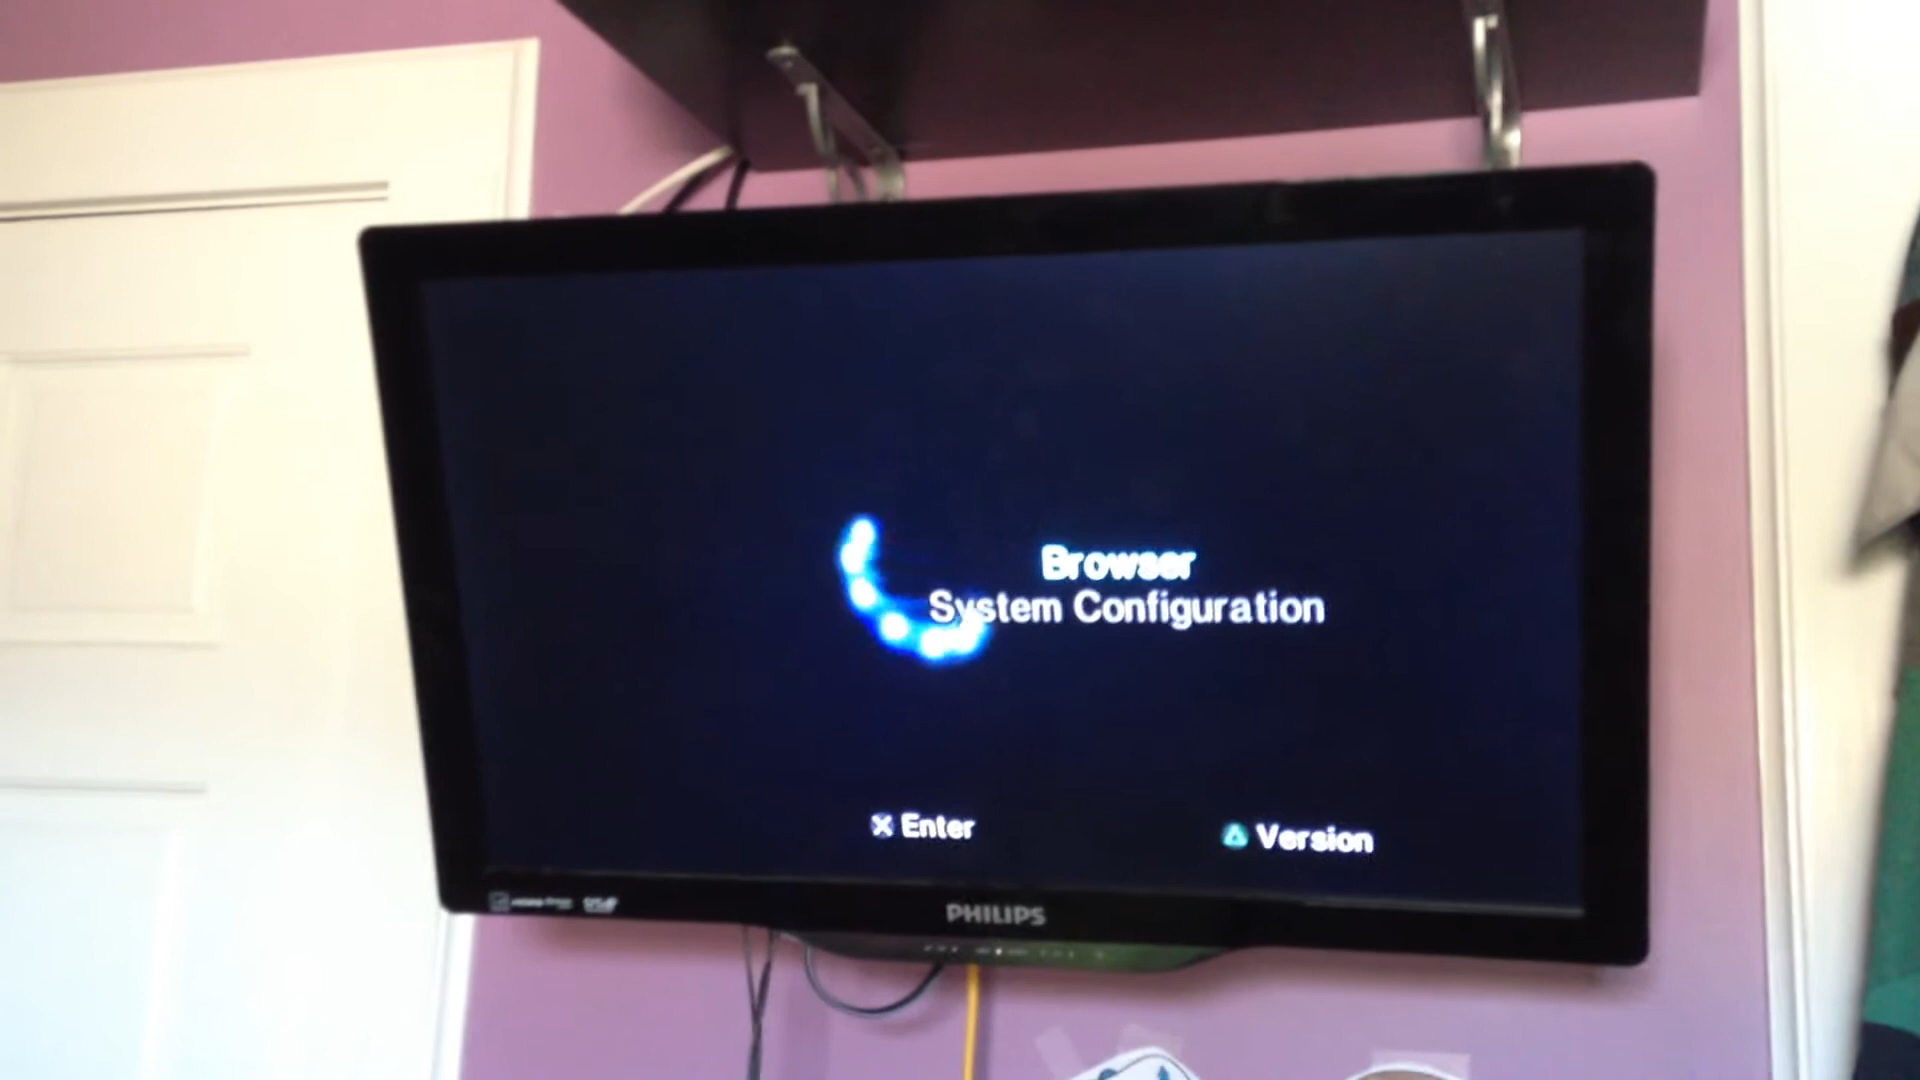 Browser
System Configuration
Enter
Version
PHILIPS